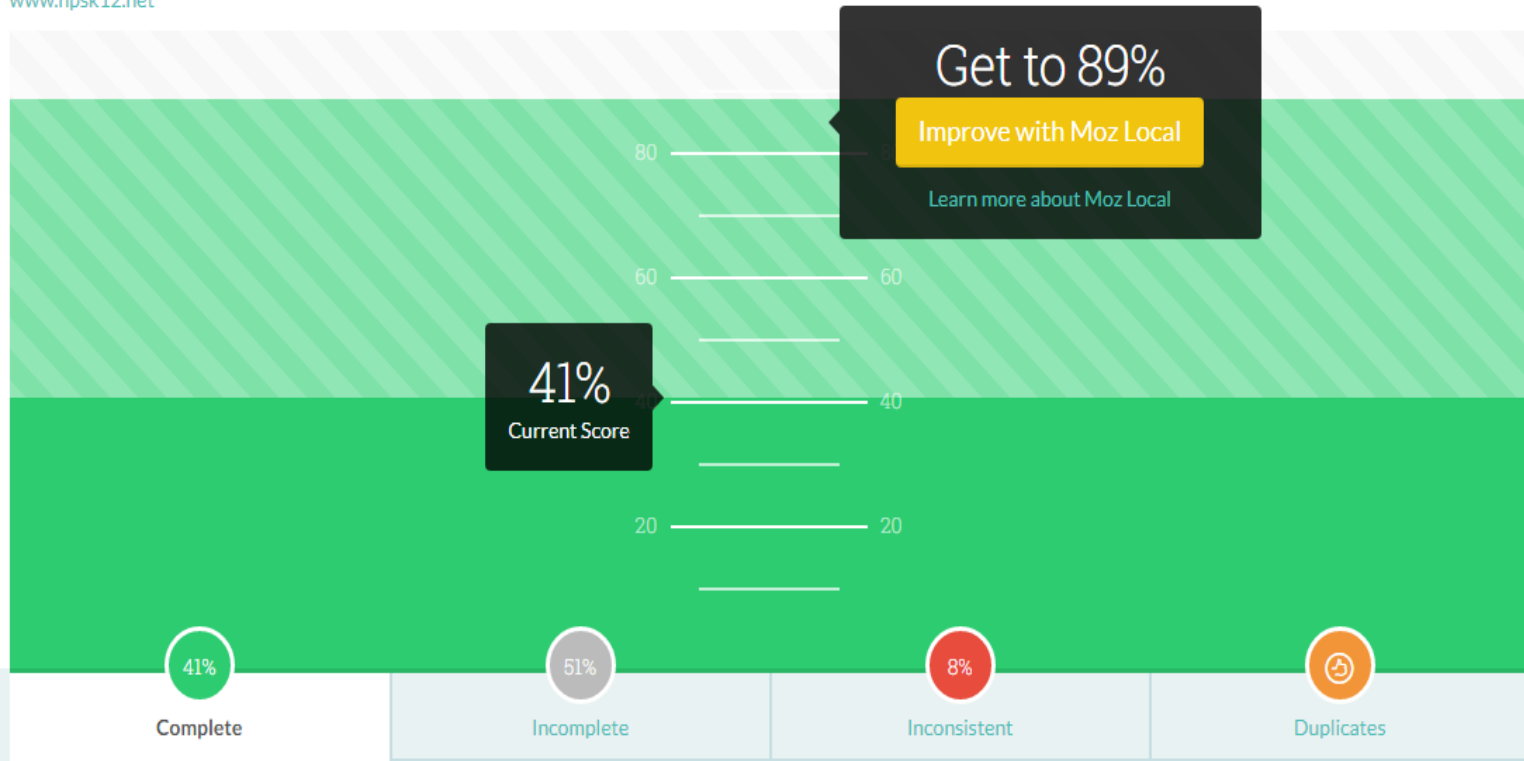 www.npsk12.net
Get to 89%
Improve with Moz Local
Learn more about Moz Local
80
60
60
41%
Current Score
40
40
20
20
41%
51%
8%
Complete
Incomplete
Inconsistent
Duplicates